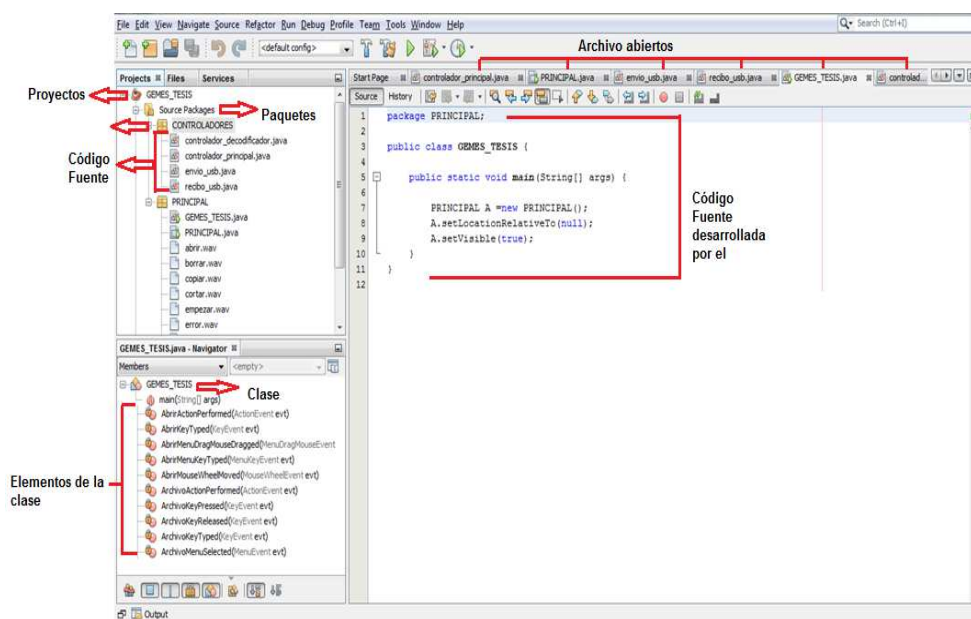 File Edit View Navigate Source Refactor Run Debug Profile Team Tools Window Help
Search (Ctrl+I)
<default config>
Archivo abiertos
Projects Files Services
Start Page controlador_principal.java PRINCIPAL.java envio_usb.java recibo_usb.java GEMES_TESIS.java controlad...
Source History
Proyectos
GEMES_TESIS
Source Packages
Paquetes
CONTROLADORES
controlador_decodificador.java
controlador_principal.java
envio_usb.java
recibo_usb.java
Código
Fuente
PRINCIPAL
GEMES_TESIS.java
PRINCIPAL.java
abrir.wav
borrar.wav
copiar.wav
cortar.wav
empezar.wav
error.wav
1 package PRINCIPAL;
2
3 public class GEMES_TESIS {
4
5 public static void main(String[] args) {
6
7 PRINCIPAL A =new PRINCIPAL();
8 A.setLocationRelativeTo(null);
9 A.setVisible(true);
10 }
11 }
12
Código
Fuente
desarrollada
por el
GEMES_TESIS.java - Navigator
Members <empty>
GEMES_TESIS
Clase
main(String[] args)
AbrirActionPerformed(ActionEvent evt)
AbrirKeyTyped(KeyEvent evt)
AbrirMenuDragMouseDragged(MenuDragMouseEvent
AbrirMenuKeyTyped(MenuKeyEvent evt)
AbrirMouseWheelMoved(MouseWheelEvent evt)
ArchivoActionPerformed(ActionEvent evt)
ArchivoKeyPressed(KeyEvent evt)
ArchivoKeyReleased(KeyEvent evt)
ArchivoKeyTyped(KeyEvent evt)
ArchivoMenuSelected(MenuEvent evt)
Elementos de la
clase
Output